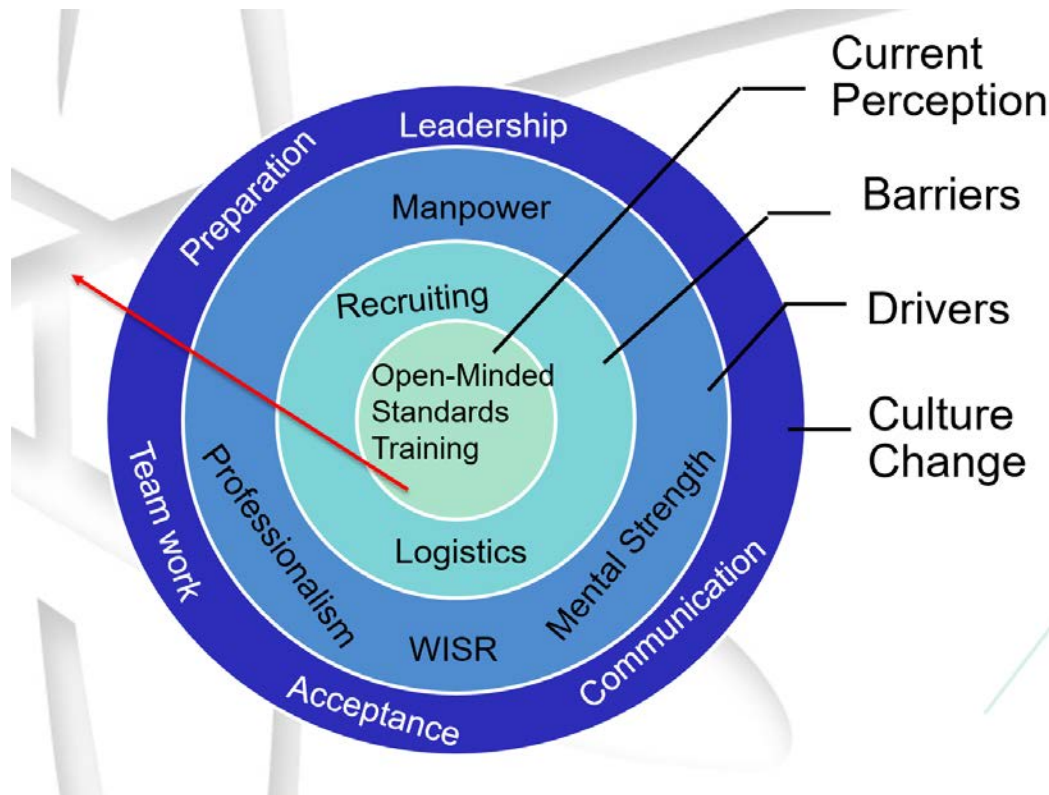 Current
Perception
Barriers
Drivers
Culture
Change
Leadership
Preparation
Team work
Acceptance
Communication
Manpower
Professionalism
WISR
Mental Strength
Recruiting
Logistics
Open-Minded
Standards
Training